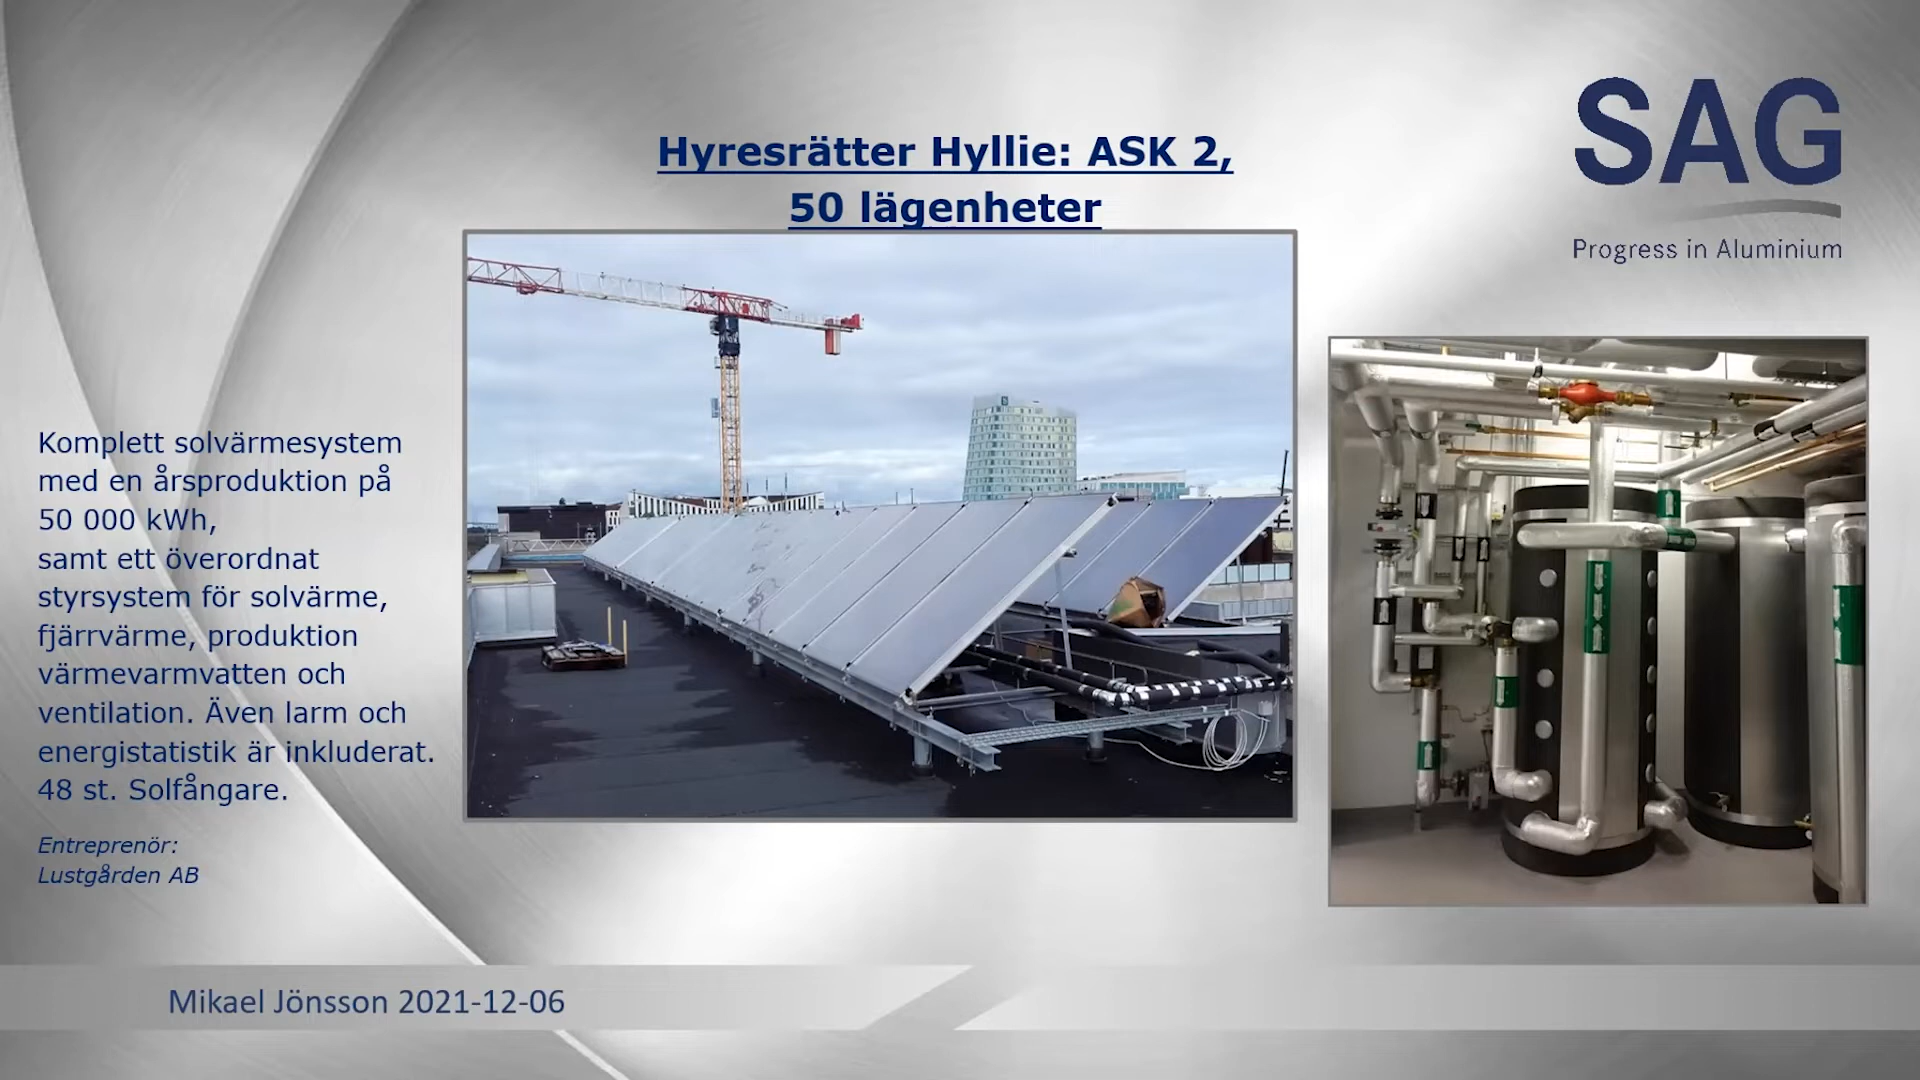 Hyresrätter Hyllie: ASK 2,
50 lägenheter
SAG
Progress in Aluminium
Komplett solvärmesystem
med en årsproduktion på
50 000 kWh,
samt ett överordnat
styrsystem för solvärme,
fjärrvärme, produktion
värmevarmvatten och
ventilation. Även larm och
energistatistik är inkluderat.
48 st. Solfångare.
Entreprenör:
Lustgården AB
Mikael Jönsson 2021-12-06